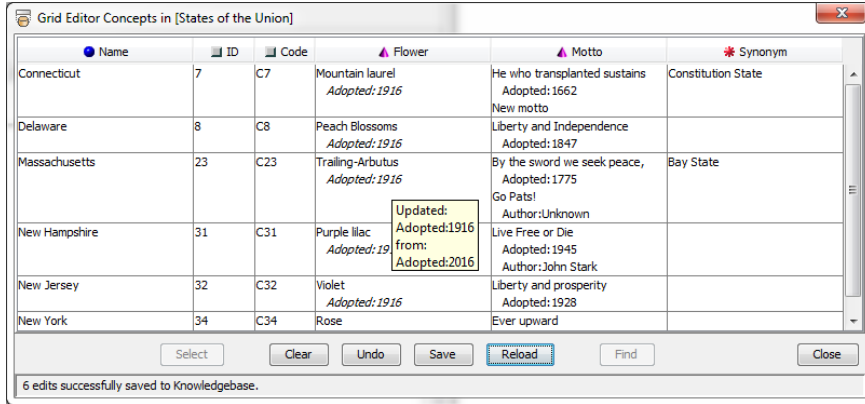 Grid Editor Concepts in [States of the Union]
Name ID Code Flower Motto Synonym
Connecticut 7 C7 Mountain laurel He who transplanted sustains Constitution State
Adopted:1916 Adopted:1662
New motto
Delaware 8 C8 Peach Blossoms Liberty and Independence
Adopted:1916 Adopted:1847
Massachusetts 23 C23 Trailing-Arbutus By the sword we seek peace, Bay State
Adopted:1916 Adopted:1775
Go Pats!
Author:Unknown
Updated:
Adopted:1916
from:
Adopted:2016
New Hampshire 31 C31 Purple lilac Live Free or Die
Adopted:19 Adopted:1945
Author:John Stark
New Jersey 32 C32 Violet Liberty and prosperity
Adopted:1916 Adopted:1928
New York 34 C34 Rose Ever upward
Select Clear Undo Save Reload Find Close
6 edits successfully saved to Knowledgebase.